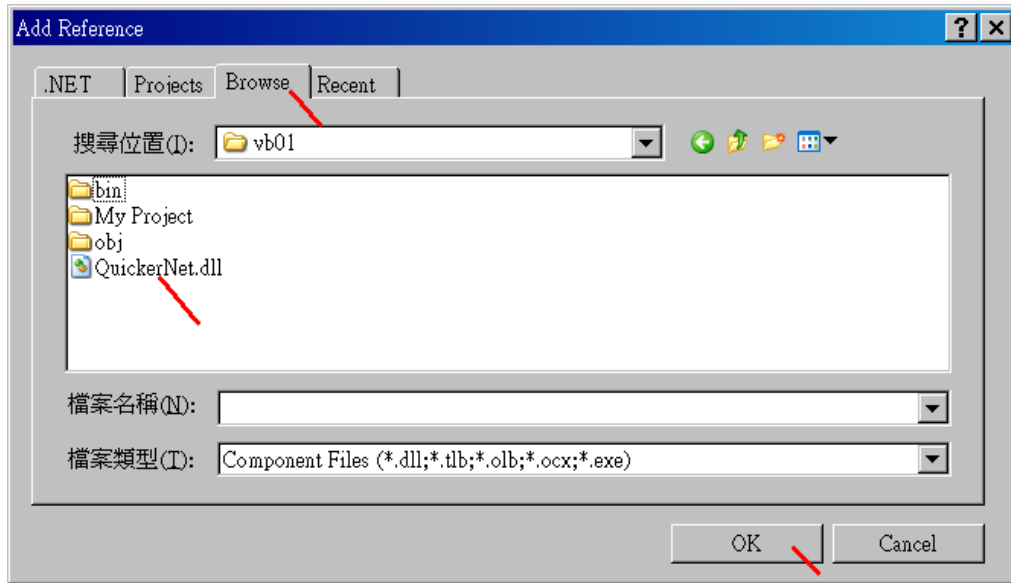 Add Reference
.NET Projects Browse Recent
搜尋位置(I): vb01
bin
My Project
obj
QuickerNet.dll
檔案名稱(N):
檔案類型(T): Component Files (*.dll;*.tlb;*.olb;*.ocx;*.exe)
OK Cancel